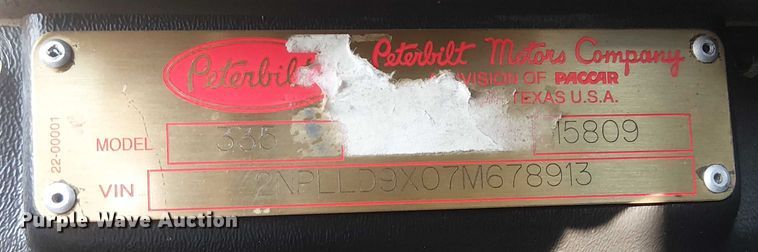 Peterbilt
Peterbilt Motors Company
DIVISION OF PACCAR
TEXAS U.S.A.
22-00001
MODEL 335 15809
VIN 2NPLLD9X07M678913
Purple Wave Auction